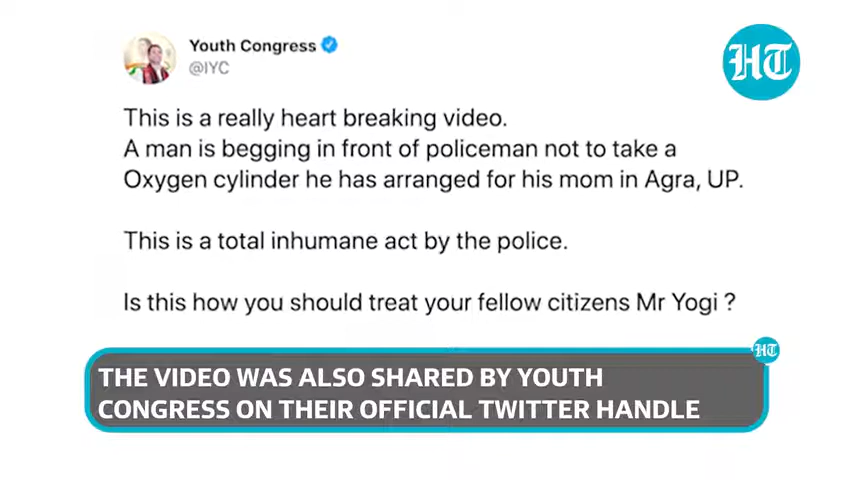 Youth Congress
@IYC
HT
This is a really heart breaking video.
A man is begging in front of policeman not to take a
Oxygen cylinder he has arranged for his mom in Agra, UP.
This is a total inhumane act by the police.
Is this how you should treat your fellow citizens Mr Yogi ?
HT
THE VIDEO WAS ALSO SHARED BY YOUTH
CONGRESS ON THEIR OFFICIAL TWITTER HANDLE